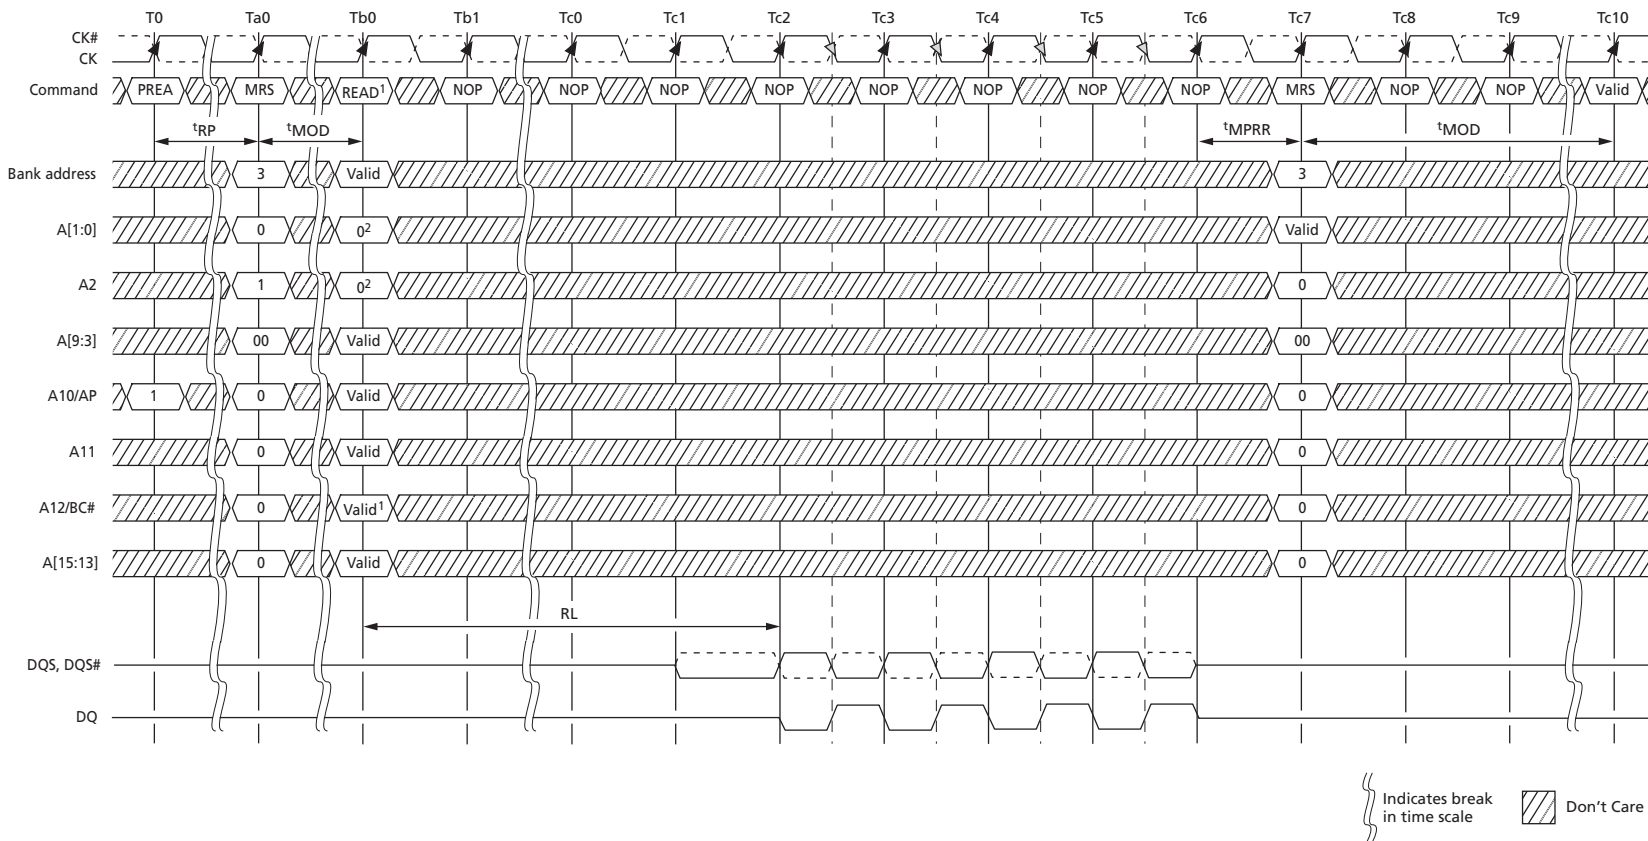 T0 Ta0 Tb0 Tb1 Tc0 Tc1 Tc2 Tc3 Tc4 Tc5 Tc6 Tc7 Tc8 Tc9 Tc10
CK#
CK
Command PREA MRS READ1 NOP NOP NOP NOP NOP NOP NOP NOP MRS NOP NOP Valid
tRP tMOD tMPRR tMOD
Bank address 3 Valid 3
A[1:0] 0 02 Valid
A2 1 02 0
A[9:3] 00 Valid 00
A10/AP 1 0 Valid 0
A11 0 Valid 0
A12/BC# 0 Valid1 0
A[15:13] 0 Valid 0
RL
DQS, DQS#
DQ
Indicates break
in time scale
Don't Care